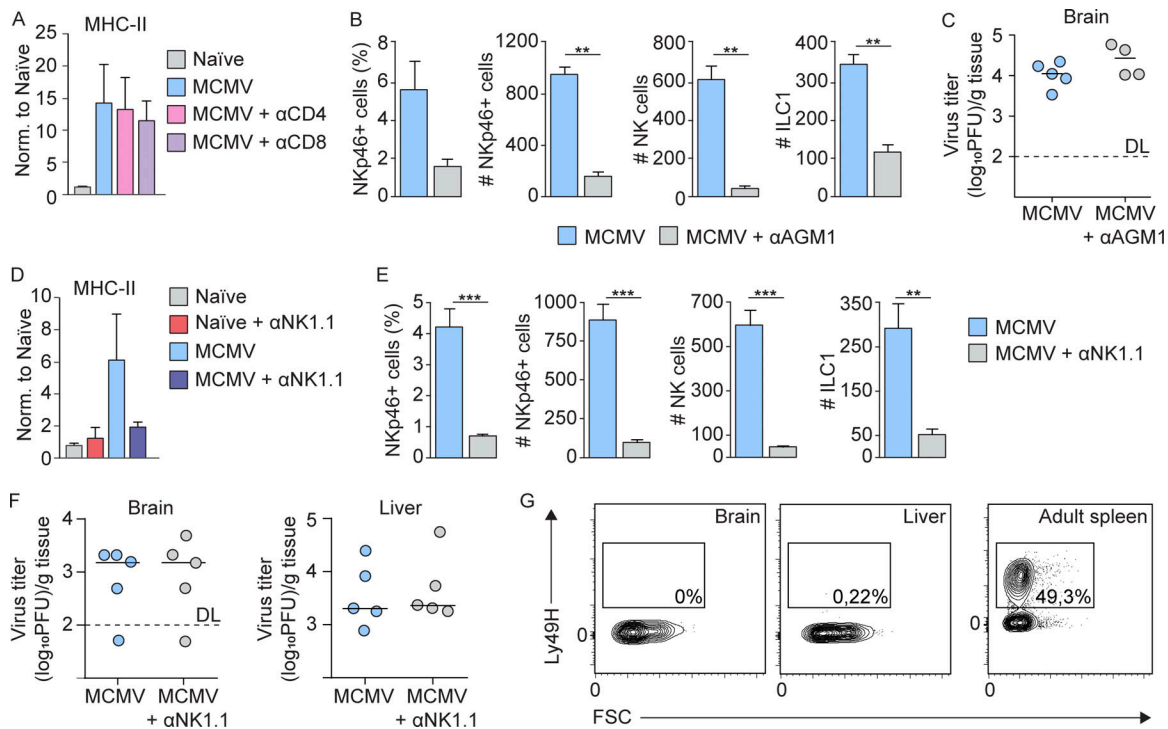 A
MHC-II
Norm. to Naïve
25
20
15
10
5
0
Naïve
MCMV
MCMV + αCD4
MCMV + αCD8
B
NKp46+ cells (%)
8
6
4
2
0
# NKp46+ cells
1200
900
600
300
0
**
# NK cells
800
600
400
200
0
**
# ILC1
400
300
200
100
0
**
MCMV
MCMV + αAGM1
C
Brain
Virus titer
(log₁₀PFU)/g tissue
5
4
3
2
1
DL
MCMV
MCMV
+ αAGM1
D
MHC-II
Norm. to Naïve
10
8
6
4
2
0
Naïve
Naïve + αNK1.1
MCMV
MCMV + αNK1.1
E
NKp46+ cells (%)
5
4
3
2
1
0
***
# NKp46+ cells
1000
750
500
250
0
***
# NK cells
700
500
300
50
0
***
# ILC1
350
250
150
50
0
**
MCMV
MCMV + αNK1.1
F
Brain
Virus titer
(log₁₀PFU)/g tissue
4
3
2
DL
MCMV
MCMV
+ αNK1.1
Liver
Virus titer
(log₁₀PFU)/g tissue
5
4
3
MCMV
MCMV
+ αNK1.1
G
Ly49H
0
Brain
0%
0
Liver
0,22%
0
Adult spleen
49,3%
0
0
FSC